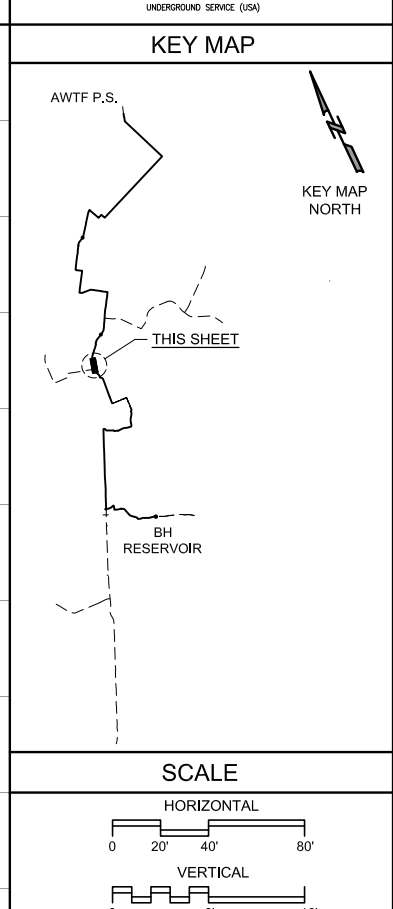 UNDERGROUND SERVICE (USA)
KEY MAP
AWTF P.S.
KEY MAP
NORTH
THIS SHEET
BH
RESERVOIR
SCALE
HORIZONTAL
0 20' 40' 80'
VERTICAL